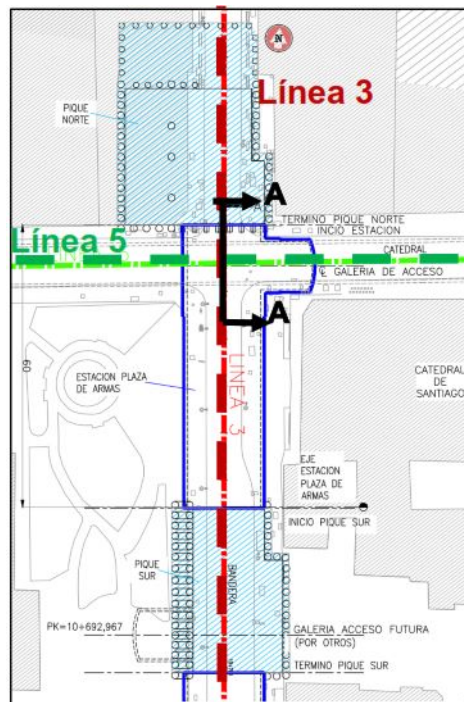 N
Línea 3
PIQUE
NORTE
A
TERMINO PIQUE NORTE
INCIO ESTACION
Línea 5
CATEDRAL
GALERIA DE ACCESO
A
ESTACION PLAZA
DE ARMAS
LINEA 3
60
CATEDRAL
DE
SANTIAGO
EJE
ESTACION
PLAZA DE
ARMAS
INICIO PIQUE SUR
PIQUE
SUR
BANDERA
PK=10+692,967
GALERIA ACCESO FUTURA
(POR OTROS)
TERMINO PIQUE SUR